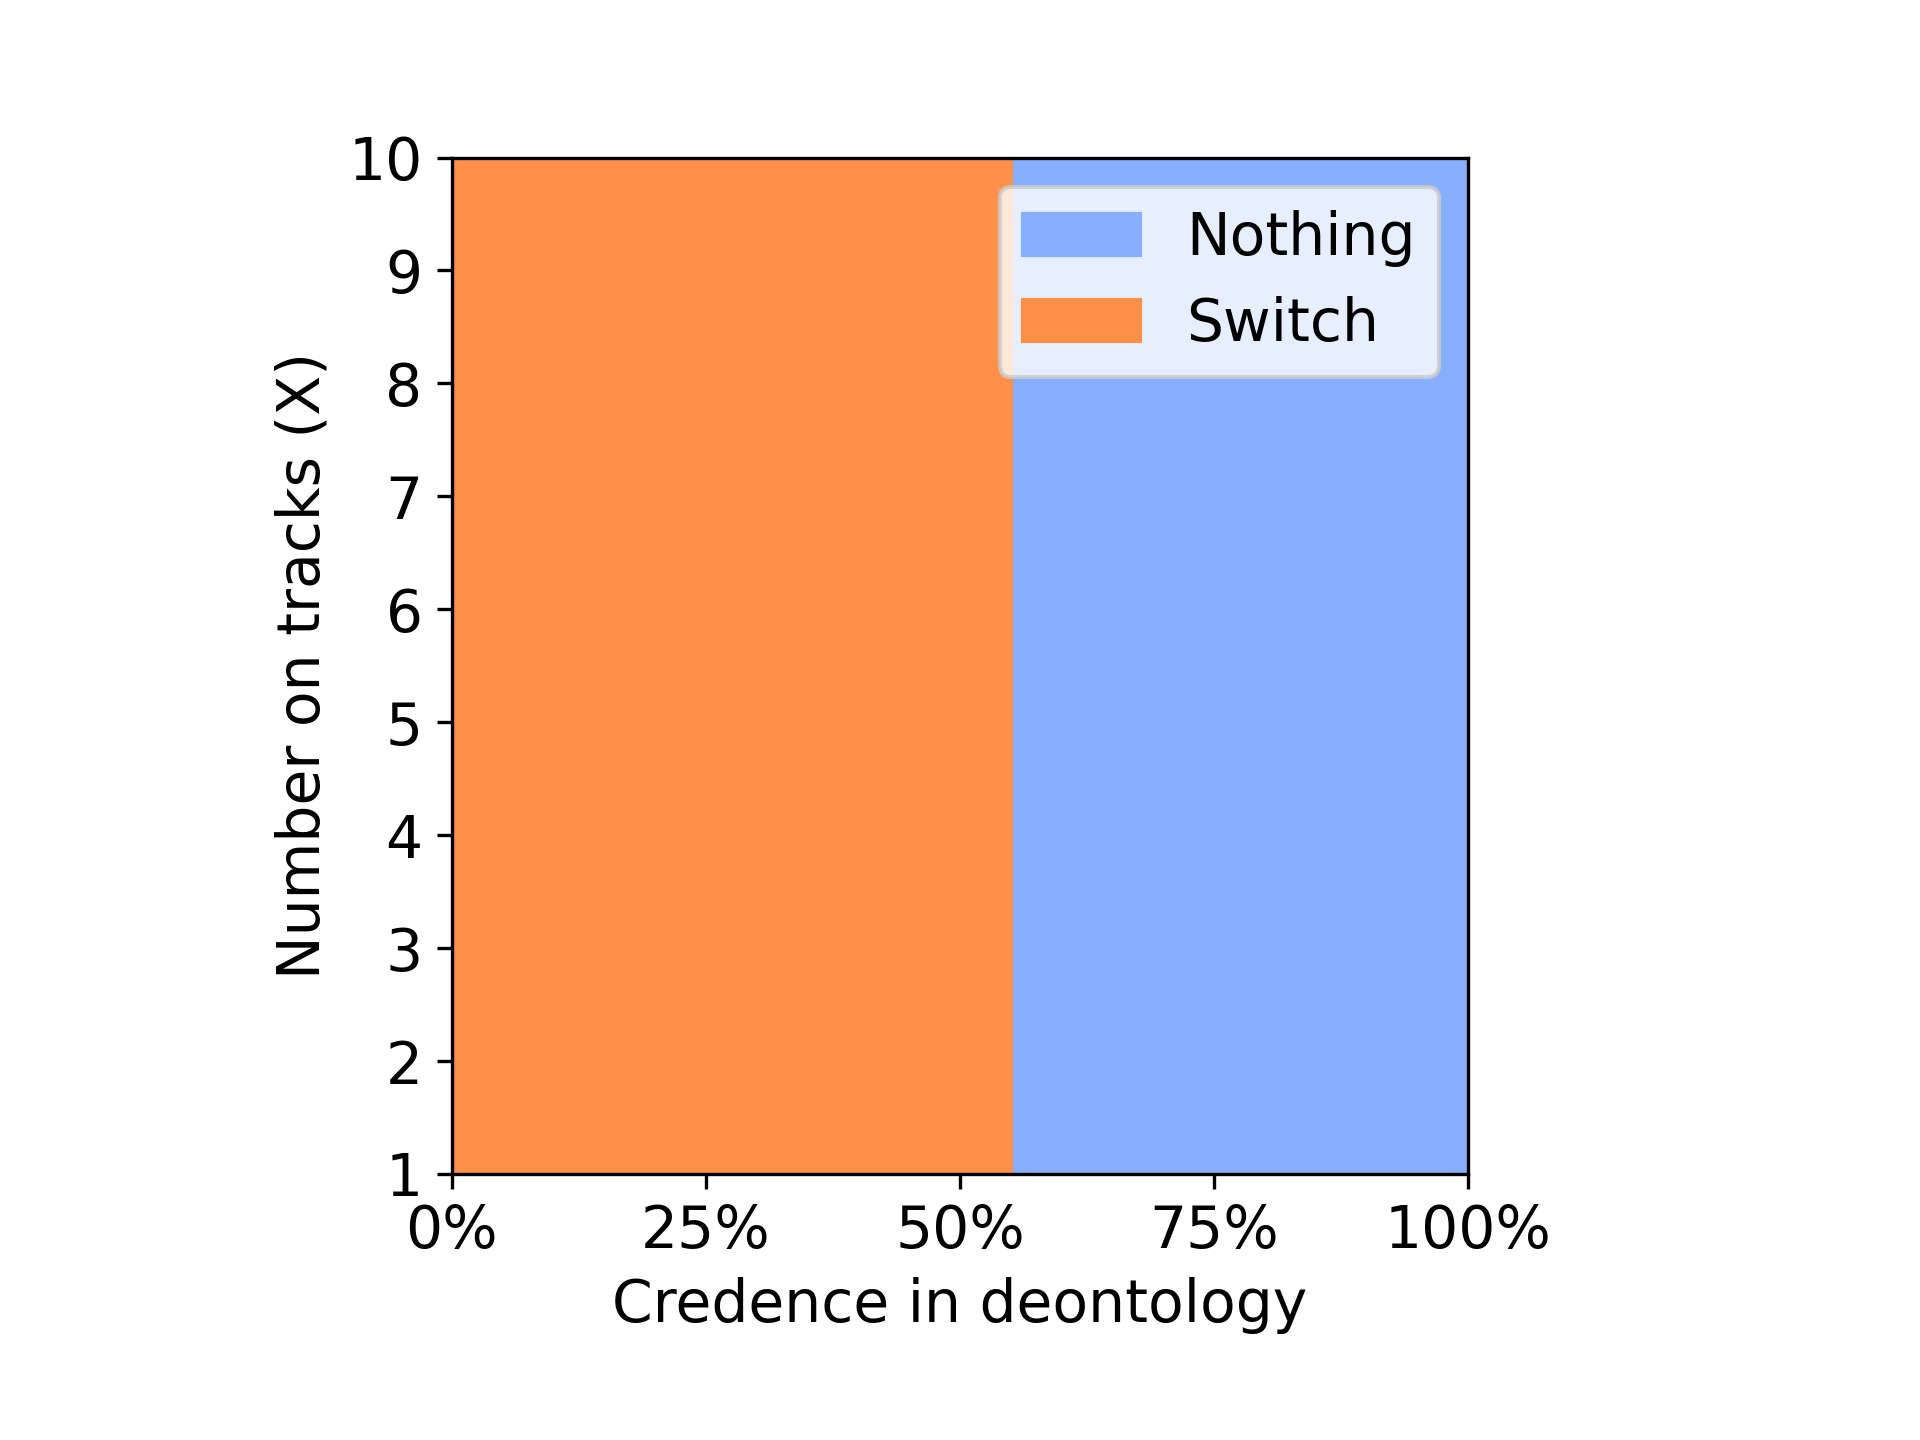 10
9
8
7
6
5
4
3
2
1
Number on tracks (X)
Nothing
Switch
0% 25% 50% 75% 100%
Credence in deontology